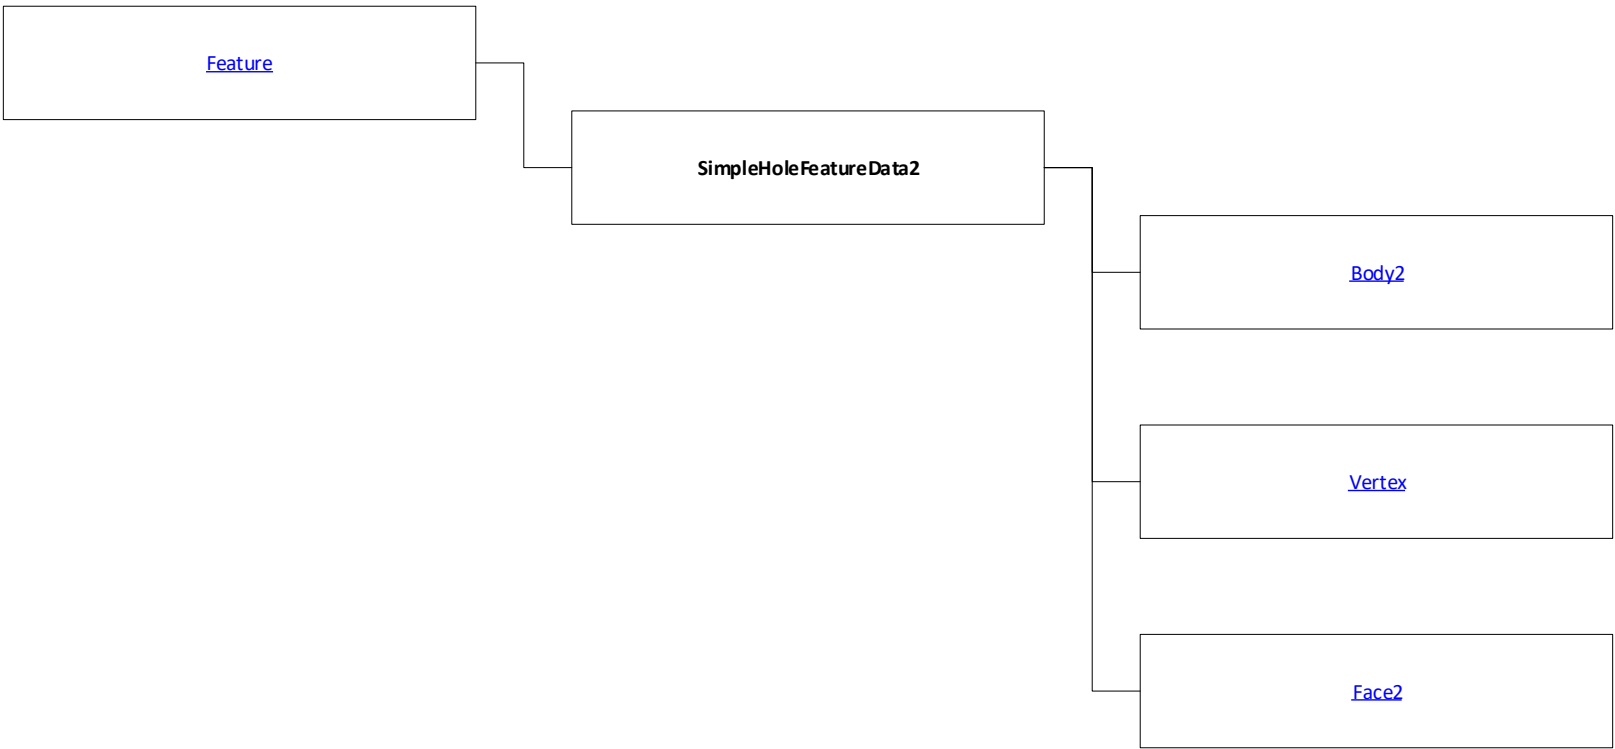 Feature
SimpleHoleFeatureData2
Body2
Vertex
Face2